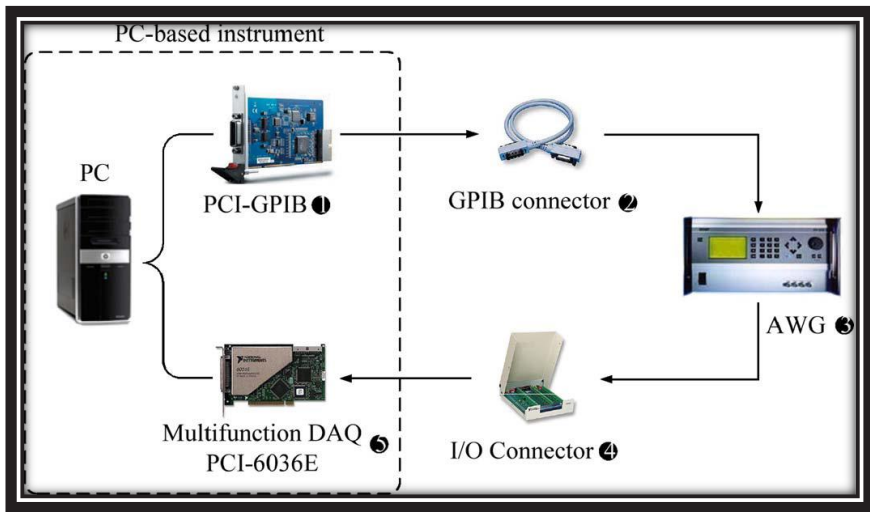 PC-based instrument
PC
PCI-GPIB ❶
GPIB connector ❷
AWG ❸
I/O Connector ❹
Multifunction DAQ ❺
PCI-6036E